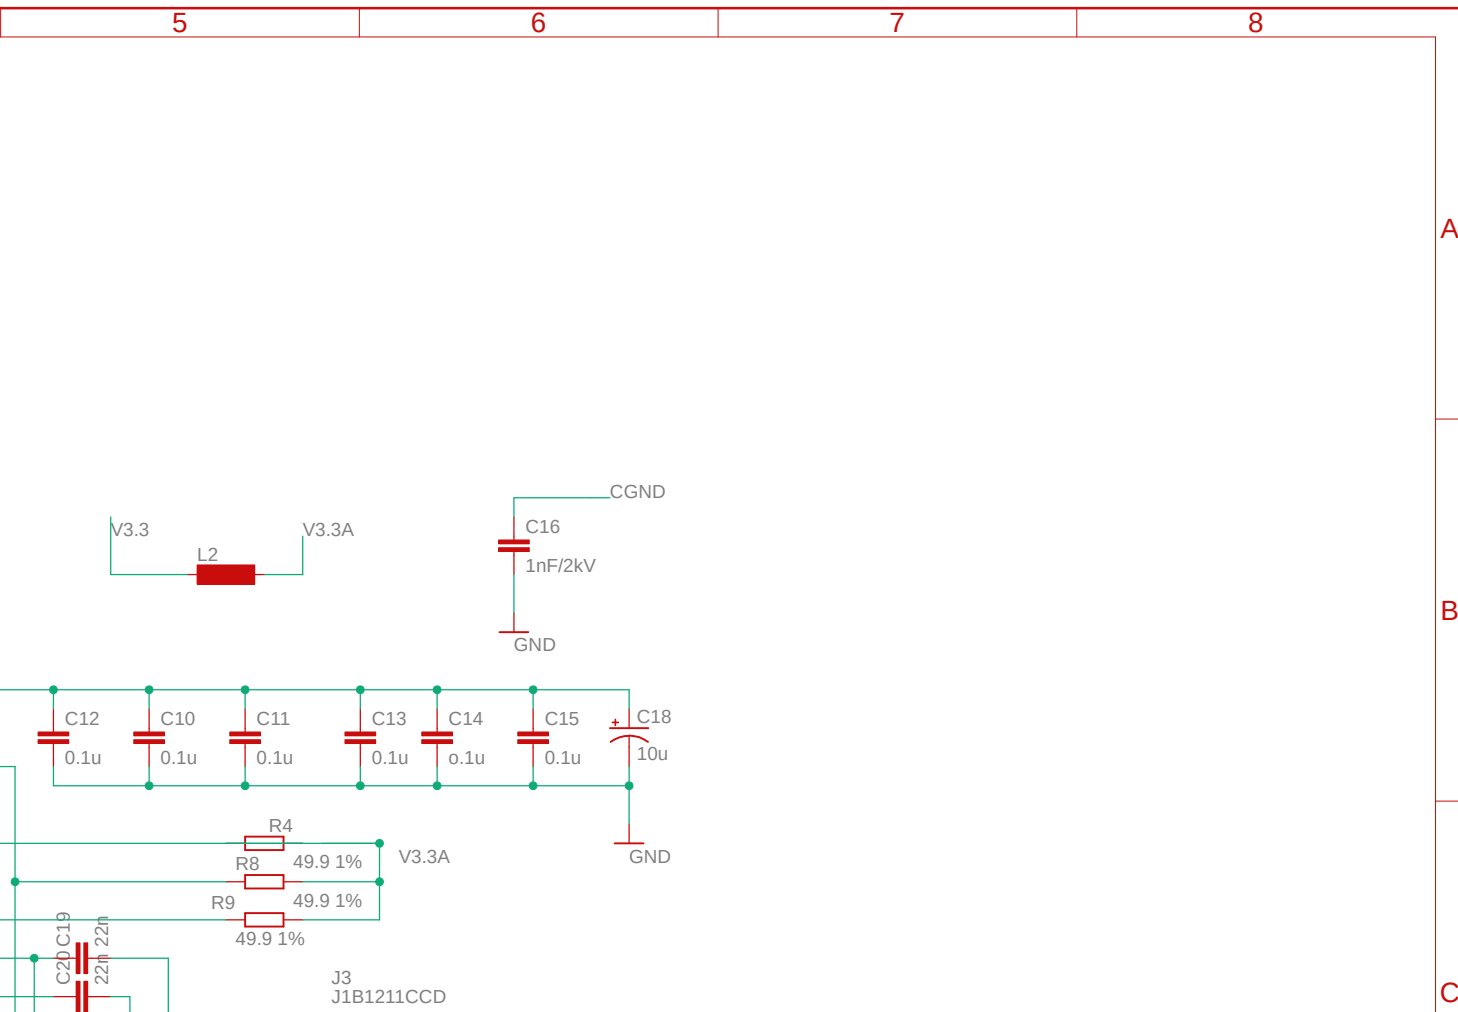 5 6 7 8
A
CGND
V3.3 V3.3A C16
L2
1nF/2kV
B
GND
C12 C10 C11 C13 C14 C15 C18
+
0.1u 0.1u 0.1u 0.1u o.1u 0.1u 10u
R4
V3.3A GND
R8 49.9 1%
R9 49.9 1%
49.9 1%
C19 22n
C20 22n
J3
J1B1211CCD
C